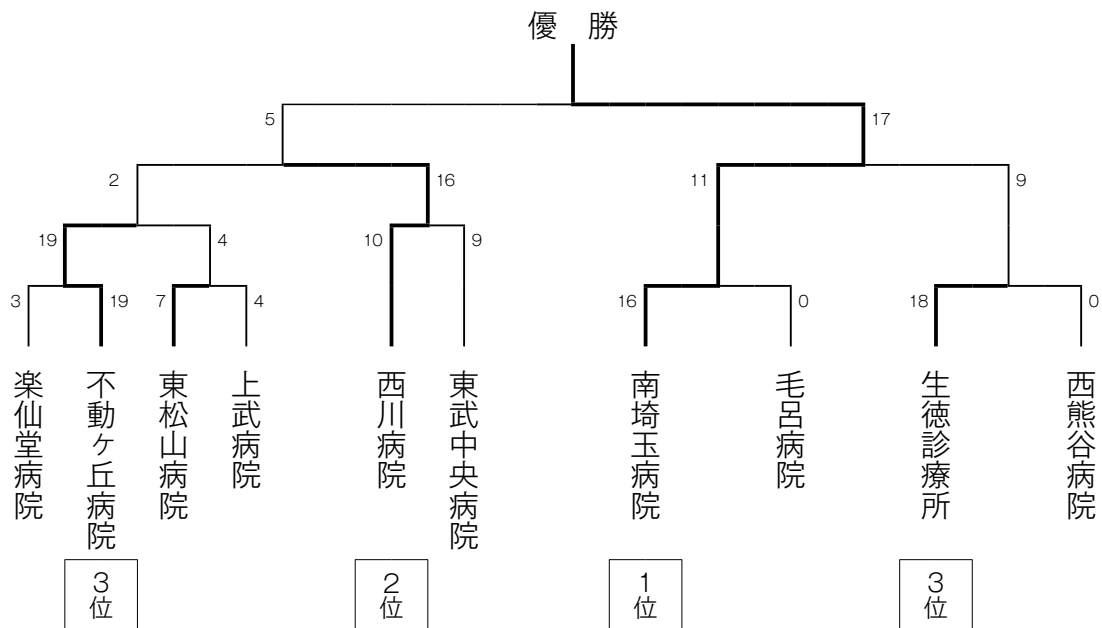 優　勝
5
17
2
16
11
9
19
4
10
9
3
19
7
4
16
0
18
0
楽仙堂病院
不動ヶ丘病院
東松山病院
上武病院
西川病院
東武中央病院
南埼玉病院
毛呂病院
生徳診療所
西熊谷病院
3位
2位
1位
3位